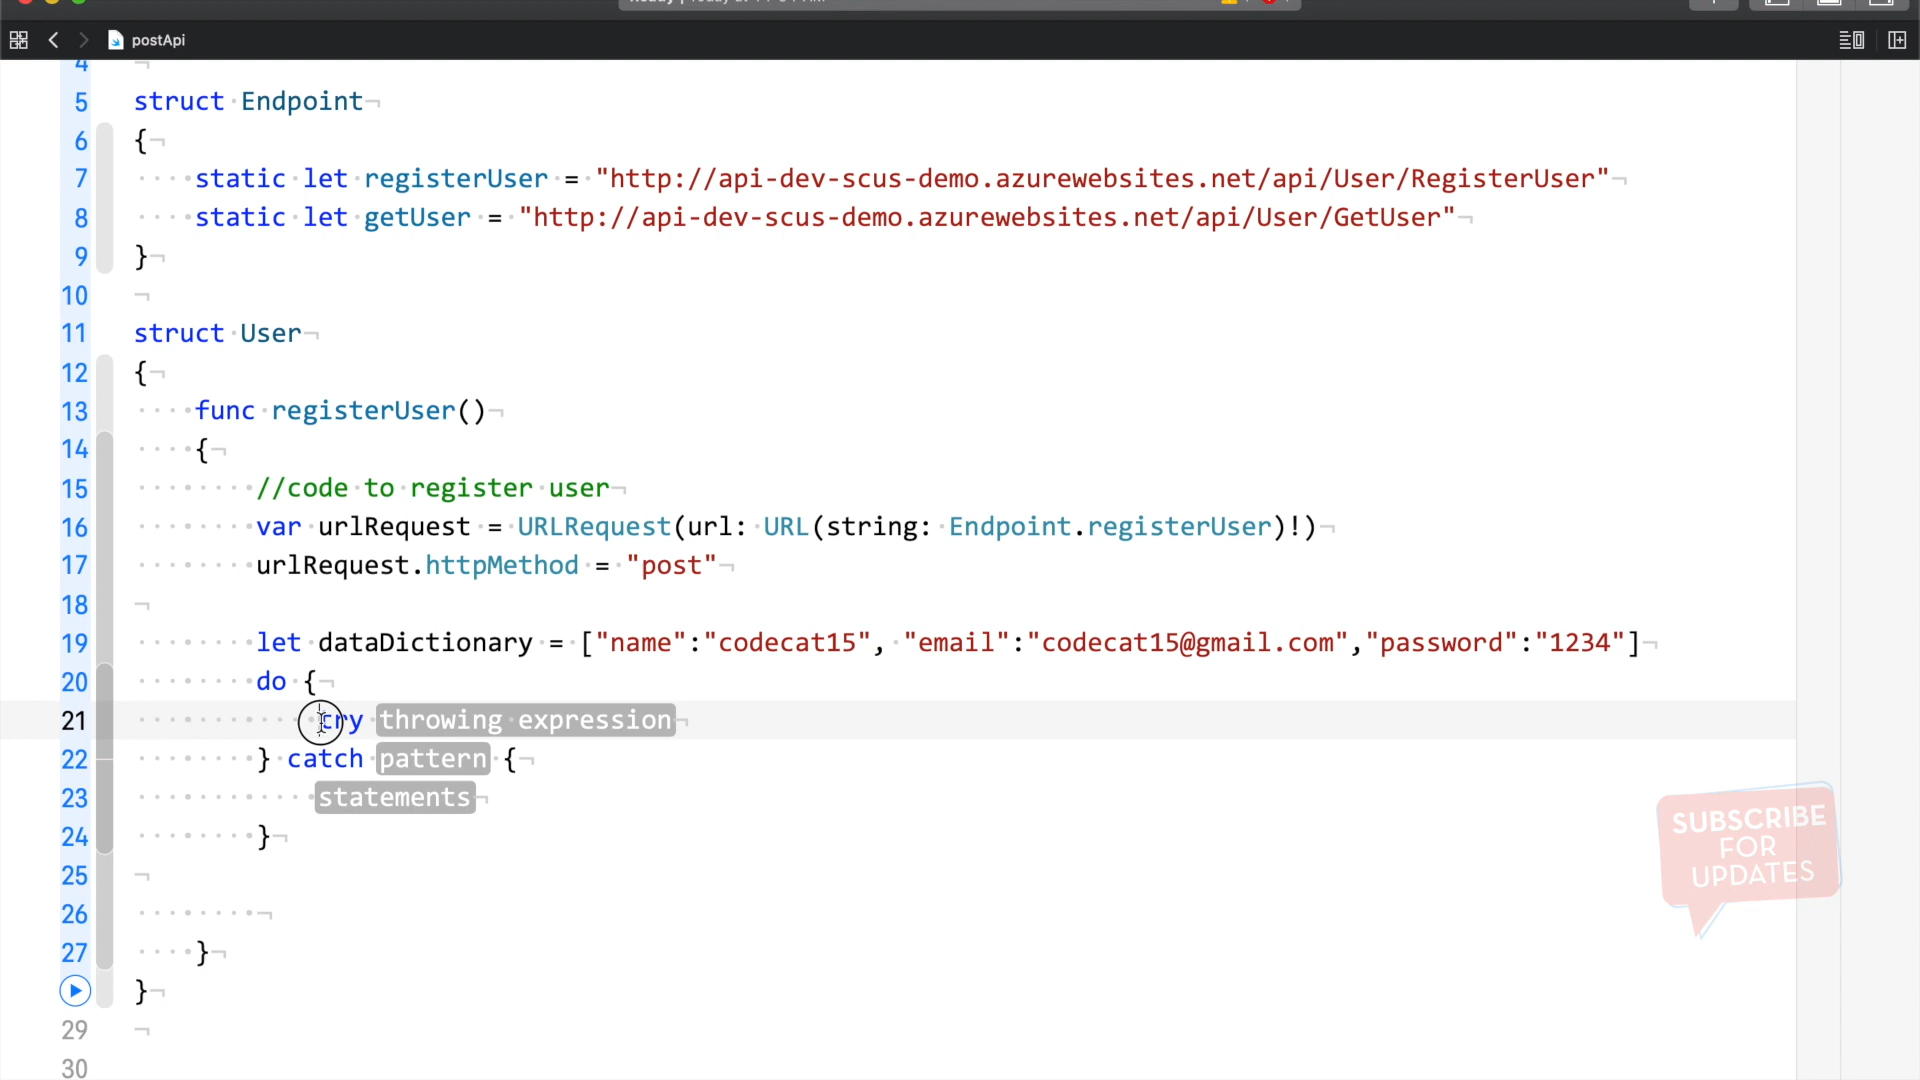 postApi
4
5 struct Endpoint
6 {
7 static let registerUser = "http://api-dev-scus-demo.azurewebsites.net/api/User/RegisterUser"
8 static let getUser = "http://api-dev-scus-demo.azurewebsites.net/api/User/GetUser"
9 }
10
11 struct User
12 {
13 func registerUser()
14 {
15 //code to register user
16 var urlRequest = URLRequest(url: URL(string: Endpoint.registerUser)!)
17 urlRequest.httpMethod = "post"
18
19 let dataDictionary = ["name":"codecat15", "email":"codecat15@gmail.com","password":"1234"]
20 do {
21 try throwing expression
22 } catch pattern {
23 statements
24 }
25
26
27 }
}
29
30
SUBSCRIBE
FOR
UPDATES